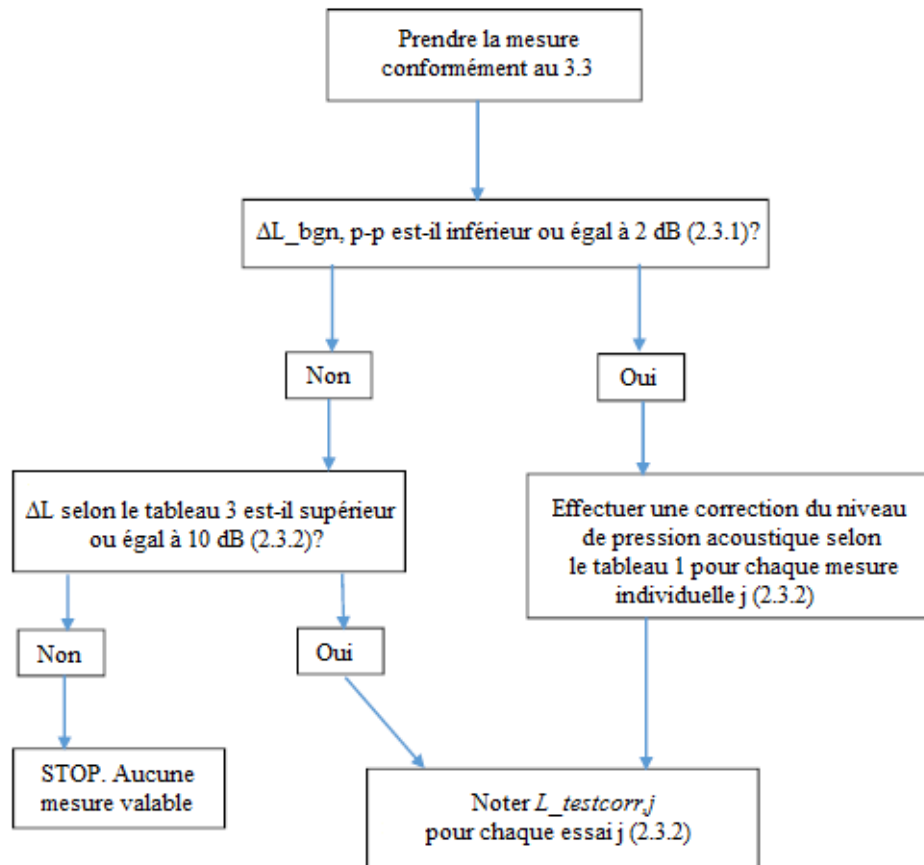 Prendre la mesure
conformément au 3.3
ΔL_bgn, p-p est-il inférieur ou égal à 2 dB (2.3.1)?
Non
Oui
ΔL selon le tableau 3 est-il supérieur
ou égal à 10 dB (2.3.2)?
Effectuer une correction du niveau
de pression acoustique selon
le tableau 1 pour chaque mesure
individuelle j (2.3.2)
Non
Oui
STOP. Aucune
mesure valable
Noter L_testcorr,j
pour chaque essai j (2.3.2)